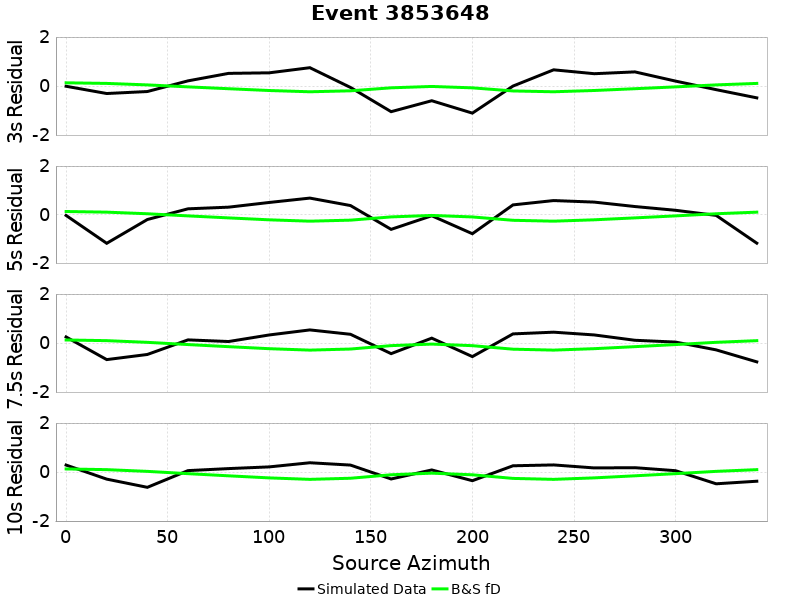 Event 3853648
3s Residual
2
0
-2
5s Residual
2
0
-2
7.5s Residual
2
0
-2
10s Residual
2
0
-2
0 50 100 150 200 250 300
Source Azimuth
Simulated Data B&S fD